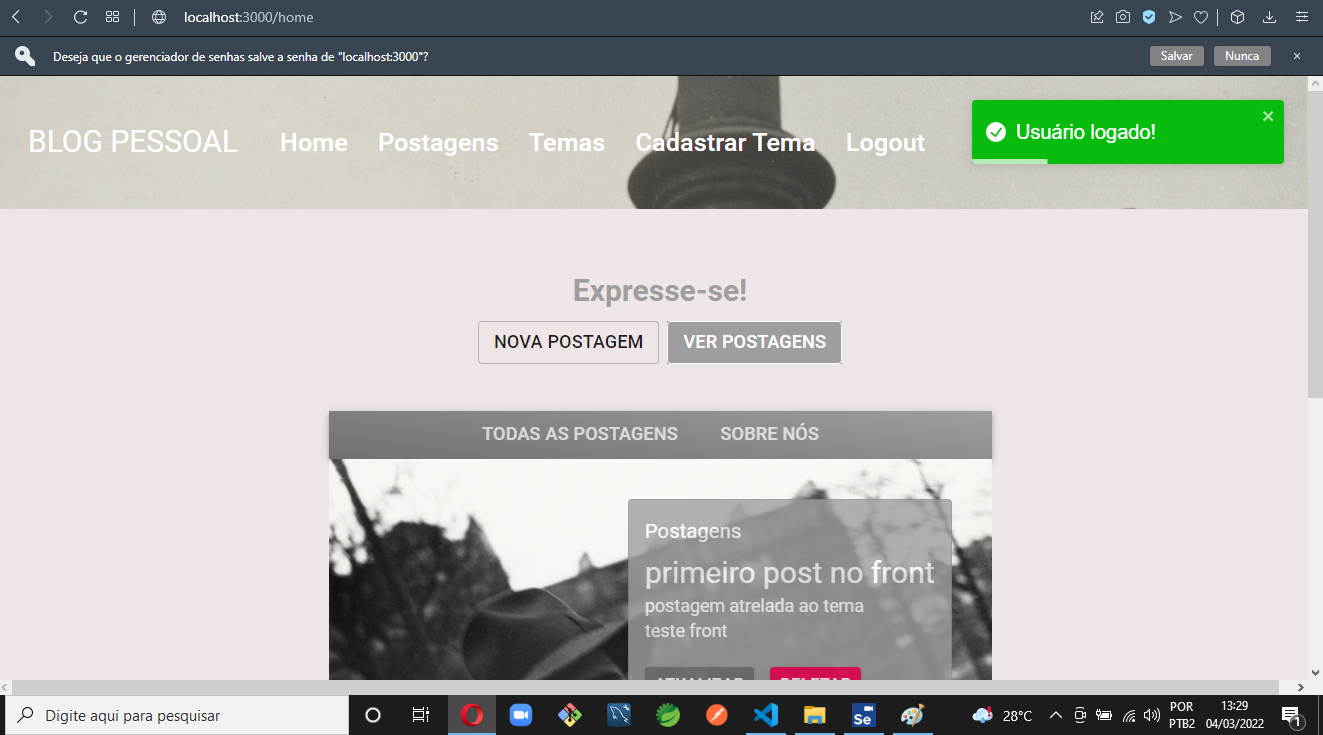 localhost:3000/home
Deseja que o gerenciador de senhas salve a senha de "localhost:3000"?
Salvar
Nunca
BLOG PESSOAL
Home
Postagens
Temas
Cadastrar Tema
Logout
Usuário logado!
Expresse-se!
NOVA POSTAGEM
VER POSTAGENS
TODAS AS POSTAGENS
SOBRE NÓS
Postagens
primeiro post no front
postagem atrelada ao tema
teste front
ATUALIZAR
DELETAR
Digite aqui para pesquisar
Se
28°C
POR
PTB2
13:29
04/03/2022
1